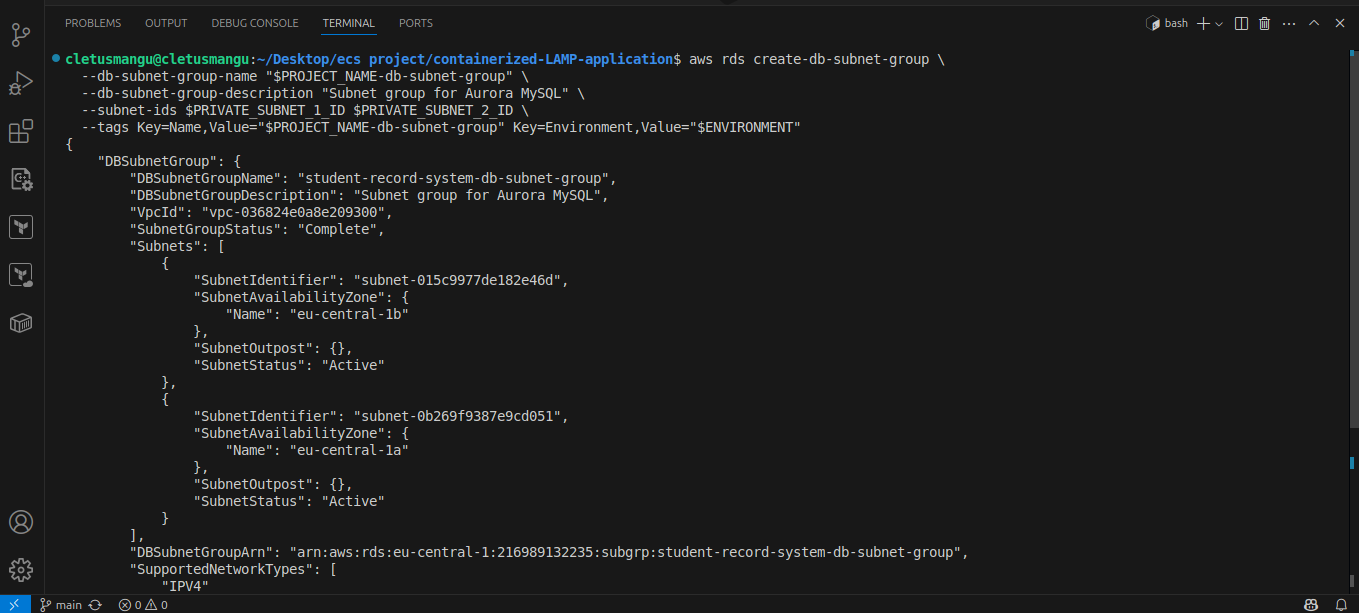 PROBLEMS OUTPUT DEBUG CONSOLE TERMINAL PORTS bash
cletusmangu@cletusmangu:~/Desktop/ecs project/containerized-LAMP-application$ aws rds create-db-subnet-group \
  --db-subnet-group-name "$PROJECT_NAME-db-subnet-group" \
  --db-subnet-group-description "Subnet group for Aurora MySQL" \
  --subnet-ids $PRIVATE_SUBNET_1_ID $PRIVATE_SUBNET_2_ID \
  --tags Key=Name,Value="$PROJECT_NAME-db-subnet-group" Key=Environment,Value="$ENVIRONMENT"
{
    "DBSubnetGroup": {
        "DBSubnetGroupName": "student-record-system-db-subnet-group",
        "DBSubnetGroupDescription": "Subnet group for Aurora MySQL",
        "VpcId": "vpc-036824e0a8e209300",
        "SubnetGroupStatus": "Complete",
        "Subnets": [
            {
                "SubnetIdentifier": "subnet-015c9977de182e46d",
                "SubnetAvailabilityZone": {
                    "Name": "eu-central-1b"
                },
                "SubnetOutpost": {},
                "SubnetStatus": "Active"
            },
            {
                "SubnetIdentifier": "subnet-0b269f9387e9cd051",
                "SubnetAvailabilityZone": {
                    "Name": "eu-central-1a"
                },
                "SubnetOutpost": {},
                "SubnetStatus": "Active"
            }
        ],
        "DBSubnetGroupArn": "arn:aws:rds:eu-central-1:216989132235:subgrp:student-record-system-db-subnet-group",
        "SupportedNetworkTypes": [
            "IPV4"
main 0 0